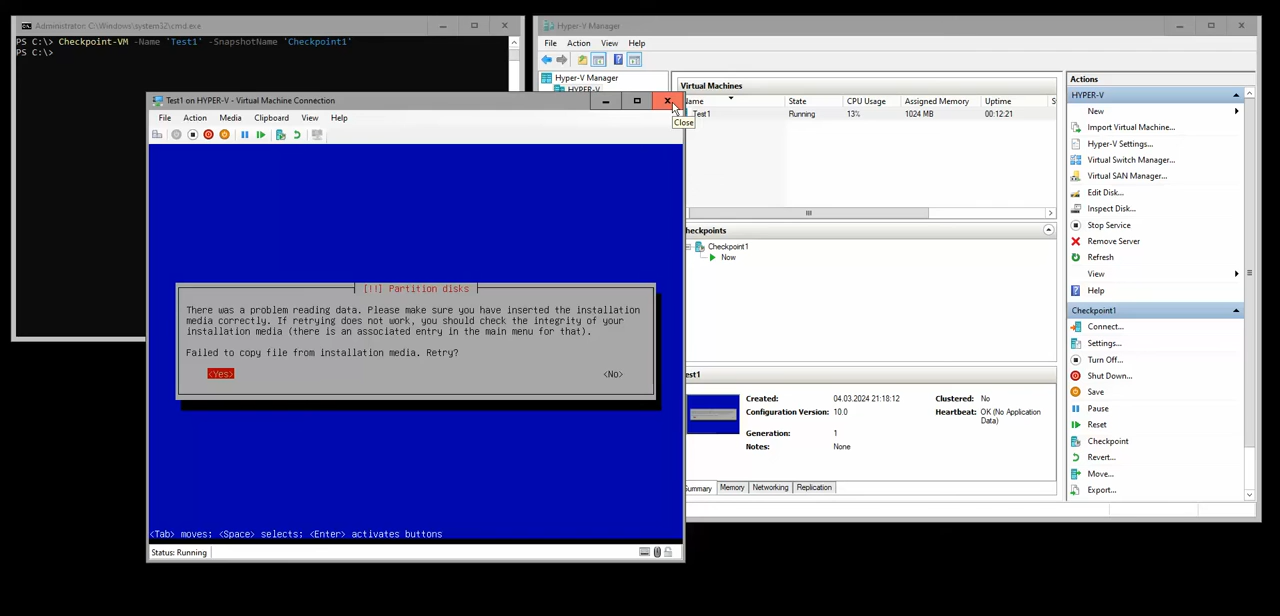 Administrator: C:\Windows\system32\cmd.exe
PS C:\> Checkpoint-VM -Name 'Test1' -SnapshotName 'Checkpoint1'
PS C:\>
Hyper-V Manager
File Action View Help
Hyper-V Manager
HYPER-V
Virtual Machines
Name State CPU Usage Assigned Memory Uptime S
Test1 Running 13% 1024 MB 00:12:21
Checkpoints
Checkpoint1
Now
Test1
Created: 04.03.2024 21:18:12
Configuration Version: 10.0
Generation: 1
Notes: None
Clustered: No
Heartbeat: OK (No Application
Data)
Summary Memory Networking Replication
Actions
HYPER-V
New
Import Virtual Machine...
Hyper-V Settings...
Virtual Switch Manager...
Virtual SAN Manager...
Edit Disk...
Inspect Disk...
Stop Service
Remove Server
Refresh
View
Help
Checkpoint1
Connect...
Settings...
Turn Off...
Shut Down...
Save
Pause
Reset
Checkpoint
Revert...
Move...
Export...
Test1 on HYPER-V - Virtual Machine Connection
Close
File Action Media Clipboard View Help
[!!] Partition disks
There was a problem reading data. Please make sure you have inserted the installation
media correctly. If retrying does not work, you should check the integrity of your
installation media (there is an associated entry in the main menu for that).
Failed to copy file from installation media. Retry?
<Yes> <No>
<Tab> moves; <Space> selects; <Enter> activates buttons
Status: Running